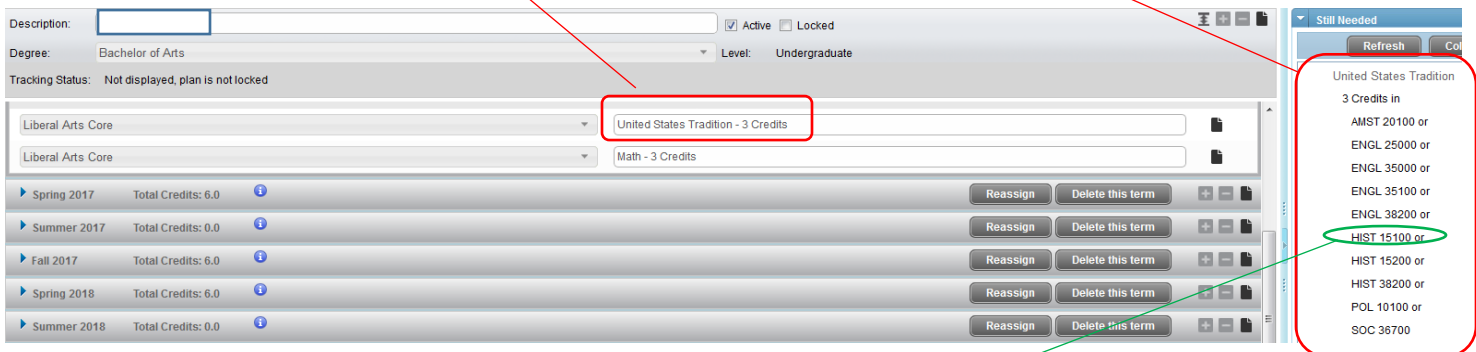 Description: Active Locked
Degree: Bachelor of Arts Level: Undergraduate
Tracking Status: Not displayed, plan is not locked
Liberal Arts Core United States Tradition - 3 Credits
Liberal Arts Core Math - 3 Credits
Spring 2017 Total Credits: 6.0 Reassign Delete this term
Summer 2017 Total Credits: 0.0 Reassign Delete this term
Fall 2017 Total Credits: 6.0 Reassign Delete this term
Spring 2018 Total Credits: 6.0 Reassign Delete this term
Summer 2018 Total Credits: 0.0 Reassign Delete this term
Still Needed
Refresh Col
United States Tradition
3 Credits in
AMST 20100 or
ENGL 25000 or
ENGL 35000 or
ENGL 35100 or
ENGL 38200 or
HIST 15100 or
HIST 15200 or
HIST 38200 or
POL 10100 or
SOC 36700